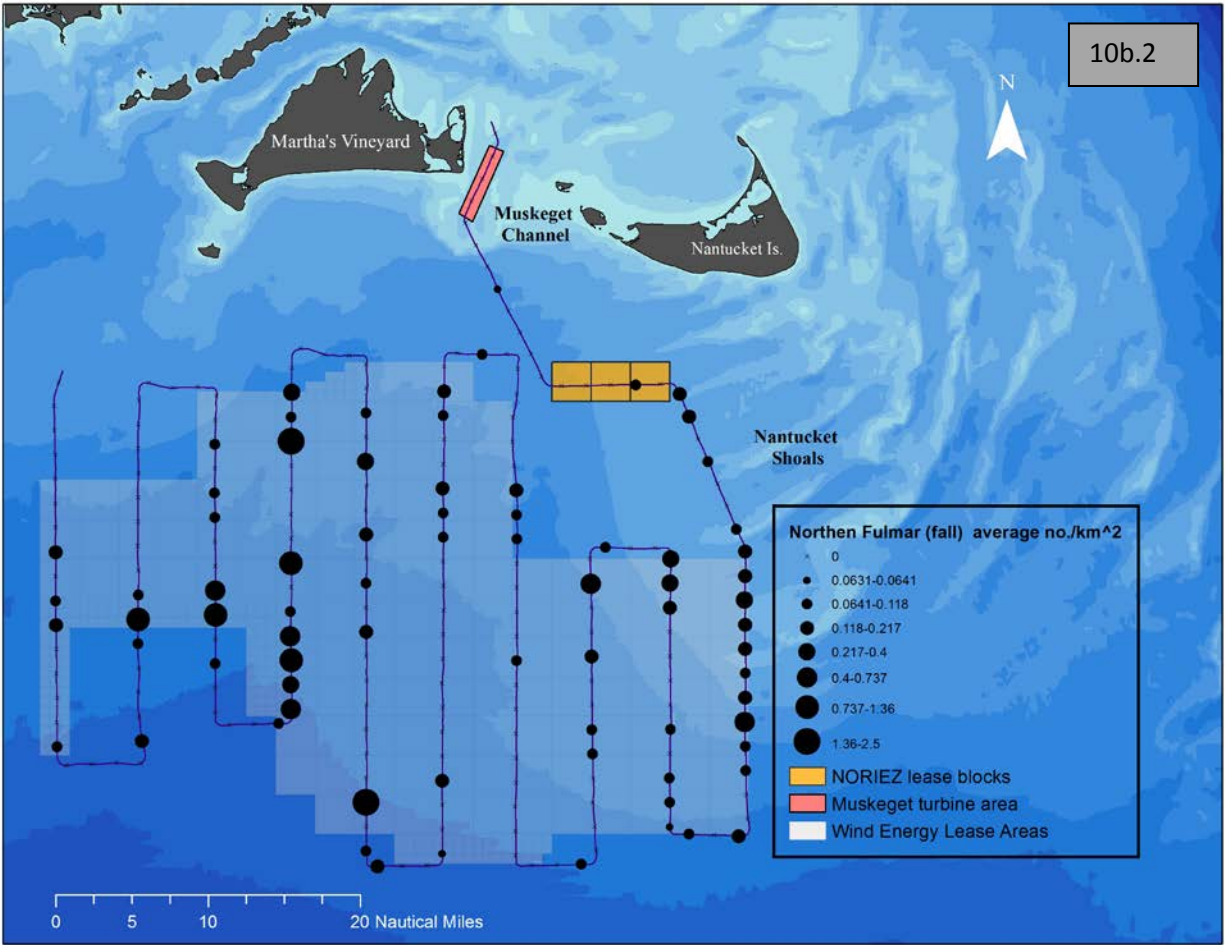 10b.2
N
Martha's Vineyard
Muskeget
Channel
Nantucket Is.
Nantucket
Shoals
Northen Fulmar (fall) average no./km^2
0
0.0631-0.0641
0.0641-0.118
0.118-0.217
0.217-0.4
0.4-0.737
0.737-1.36
1.36-2.5
NORIEZ lease blocks
Muskeget turbine area
Wind Energy Lease Areas
0 5 10 20 Nautical Miles